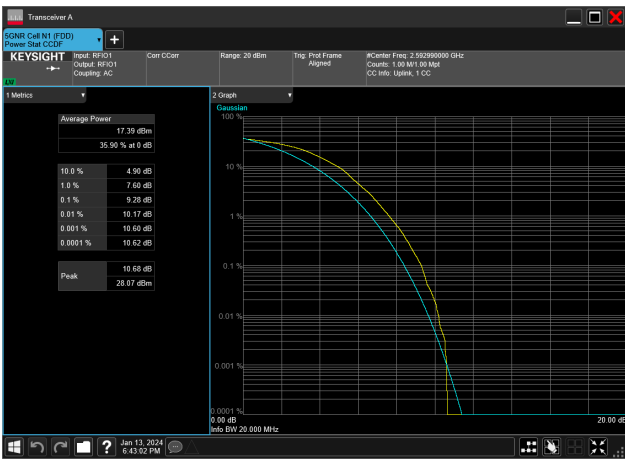 Transceiver A
5GNR Cell N1 (FDD)
Power Stat CCDF
KEYSIGHT
LXI
Input: RFIO1
Output: RFIO1
Coupling: AC
Corr CCorr
Range: 20 dBm
Trig: Prot Frame
Aligned
#Center Freq: 2.592990000 GHz
Counts: 1.00 M/1.00 Mpt
CC Info: Uplink, 1 CC
1 Metrics
Average Power
17.39 dBm
35.90 % at 0 dB
10.0 % 4.90 dB
1.0 % 7.60 dB
0.1 % 9.28 dB
0.01 % 10.17 dB
0.001 % 10.60 dB
0.0001 % 10.62 dB
Peak
10.68 dB
28.07 dBm
2 Graph
Gaussian
100 %
10 %
1 %
0.1 %
0.01 %
0.001 %
0.0001 %
0.00 dB
20.00 dB
Info BW 20.000 MHz
Jan 13, 2024
6:43:02 PM